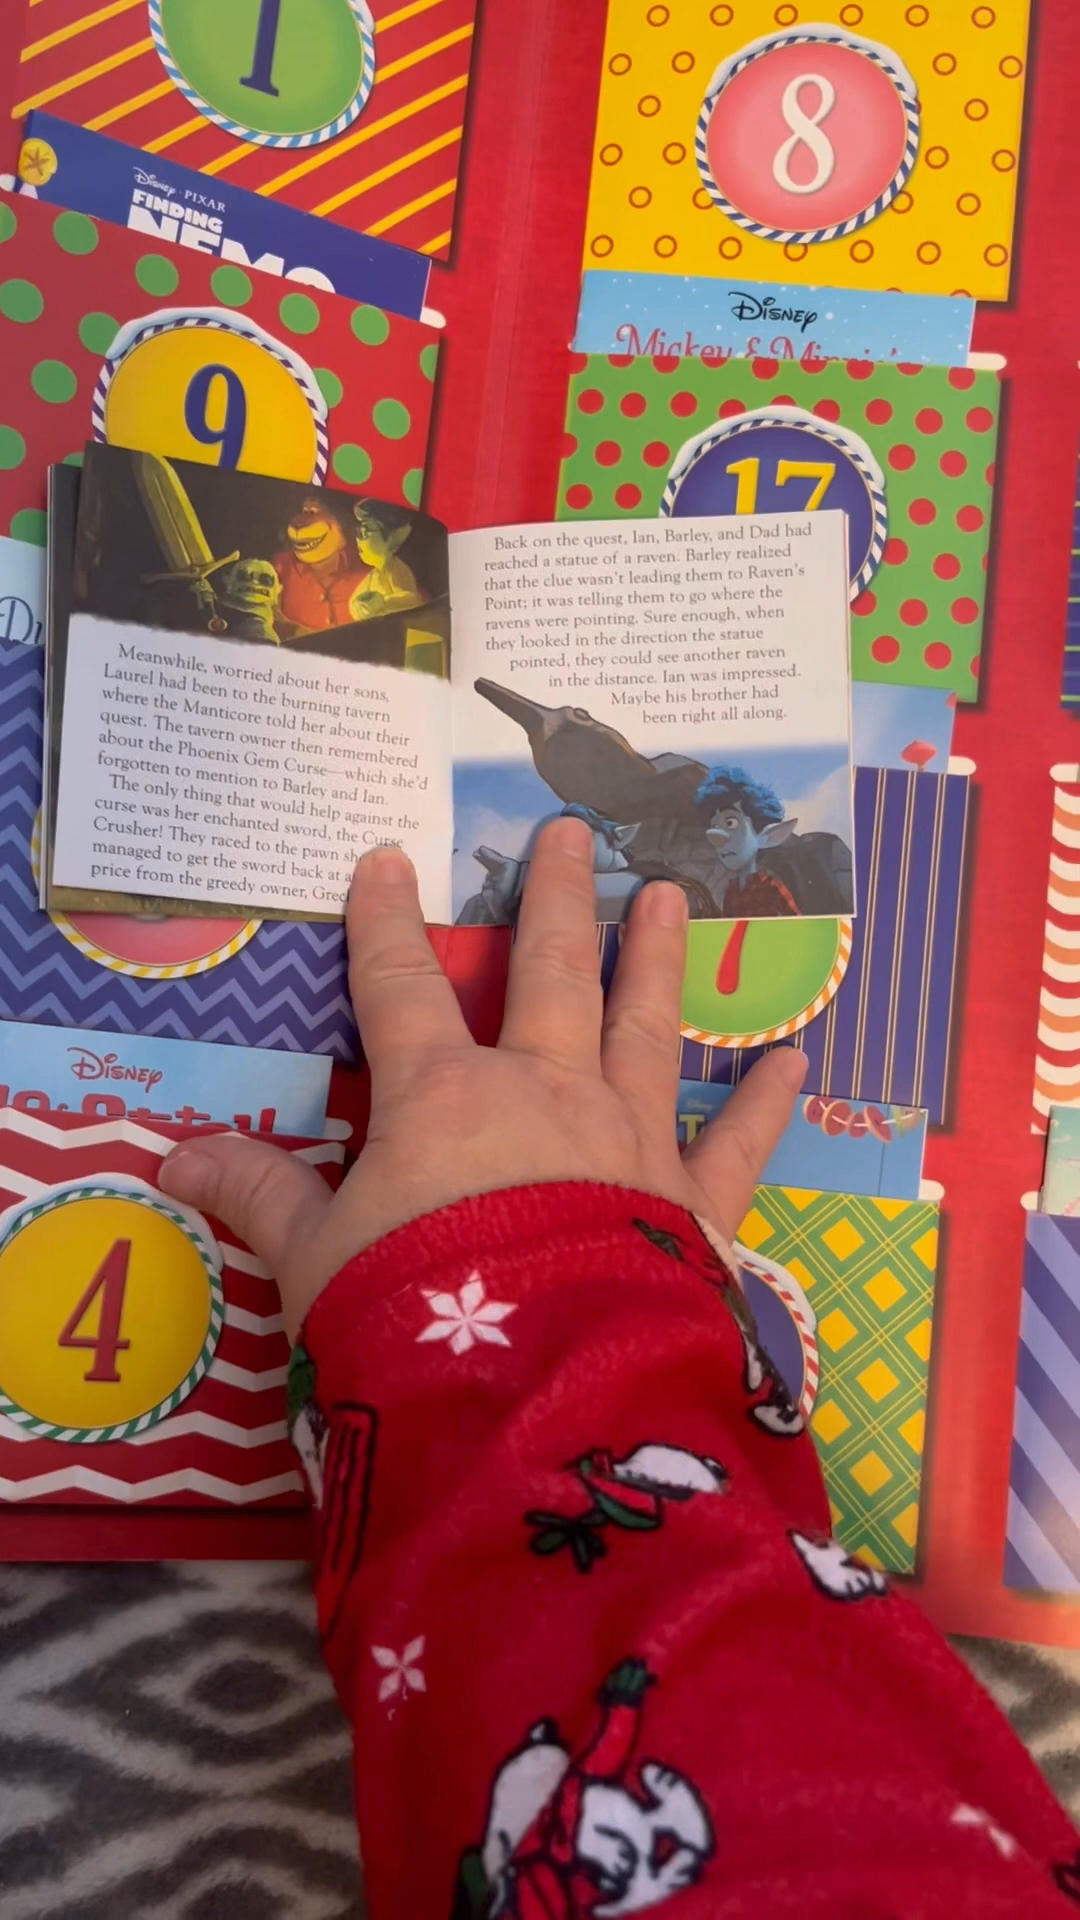 1
8
Disney · PIXAR
FINDING
NEMO
DISNEY
Mickey & Minnie's
9
17
Meanwhile, worried about her sons,
Laurel had been to the burning tavern
where the Manticore told her about their
quest. The tavern owner then remembered
about the Phoenix Gem Curse—which she'd
forgotten to mention to Barley and Ian.
The only thing that would help against the
curse was her enchanted sword, the Curse
Crusher! They raced to the pawn
managed to get the sword back at
price from the greedy owner,
Back on the quest, Ian, Barley, and Dad had
reached a statue of a raven. Barley realized
that the clue wasn't leading them to Raven's
Point; it was telling them to go where the
ravens were pointing. Sure enough, when
they looked in the direction the statue
pointed, they could see another raven
in the distance. Ian was impressed.
Maybe his brother had
been right all along.
7
DISNEY
4